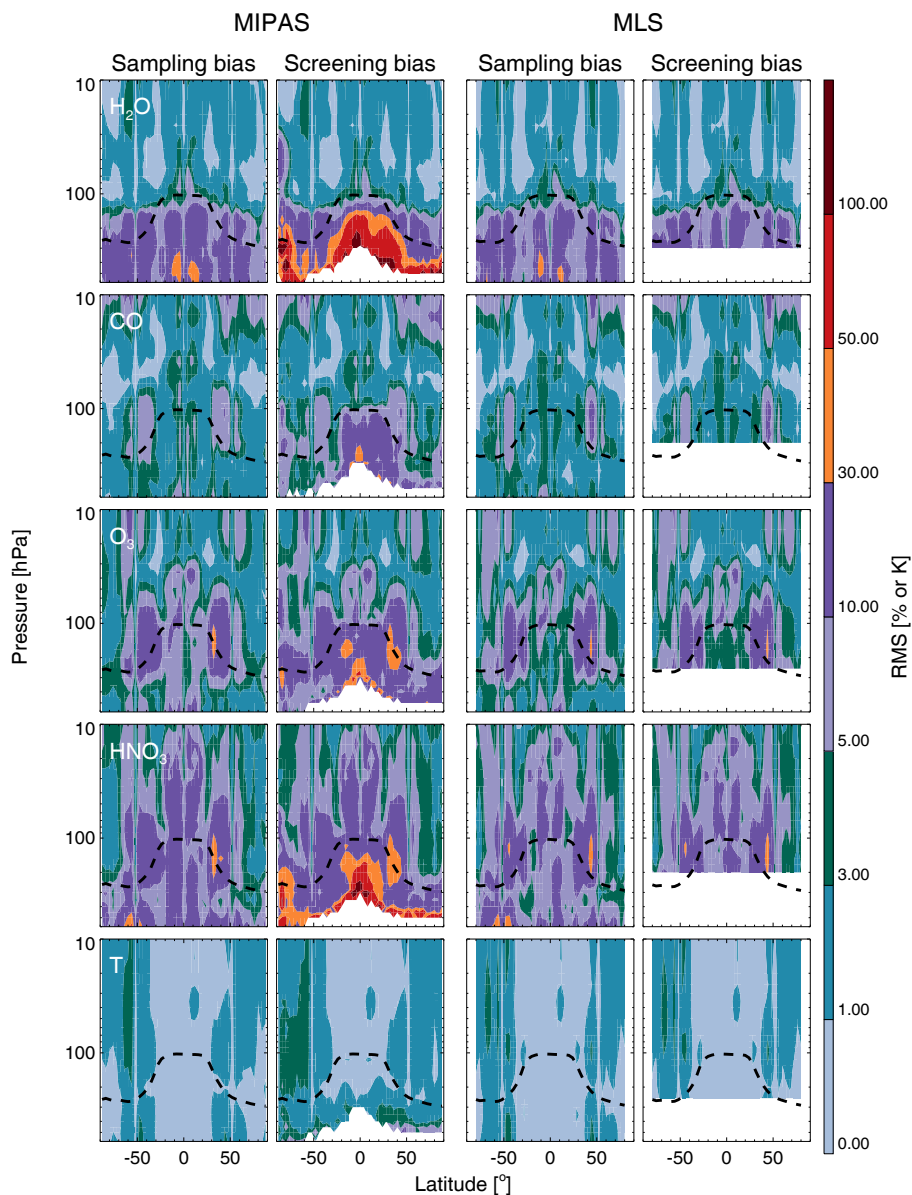 MIPAS MLS
Sampling bias Screening bias Sampling bias Screening bias
10
H₂O
100
100.00
10
CO
50.00
100
30.00
10
O₃
100
10.00
Pressure [hPa]
RMS [% or K]
10
HNO₃
5.00
100
3.00
10
T
1.00
100
0.00
-50 0 50 -50 0 50 -50 0 50 -50 0 50
Latitude [°]